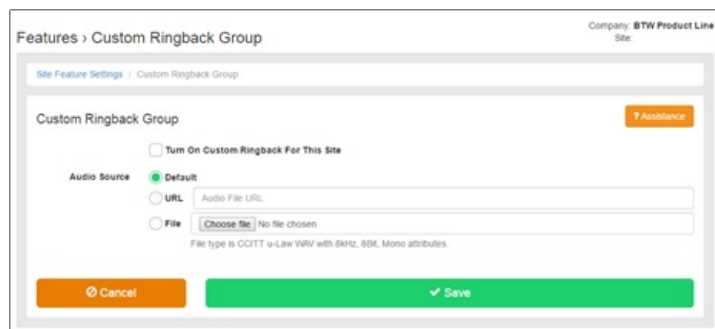 Company: BTW Product Line
Features › Custom Ringback Group
Site:
Site Feature Settings / Custom Ringback Group
Custom Ringback Group
? Assistance
Turn On Custom Ringback For This Site
Audio Source
Default
URL
Audio File URL
File
Choose file No file chosen
File type is CCITT u-Law WAV with 8kHz, 8Bit, Mono attributes.
Cancel
Save